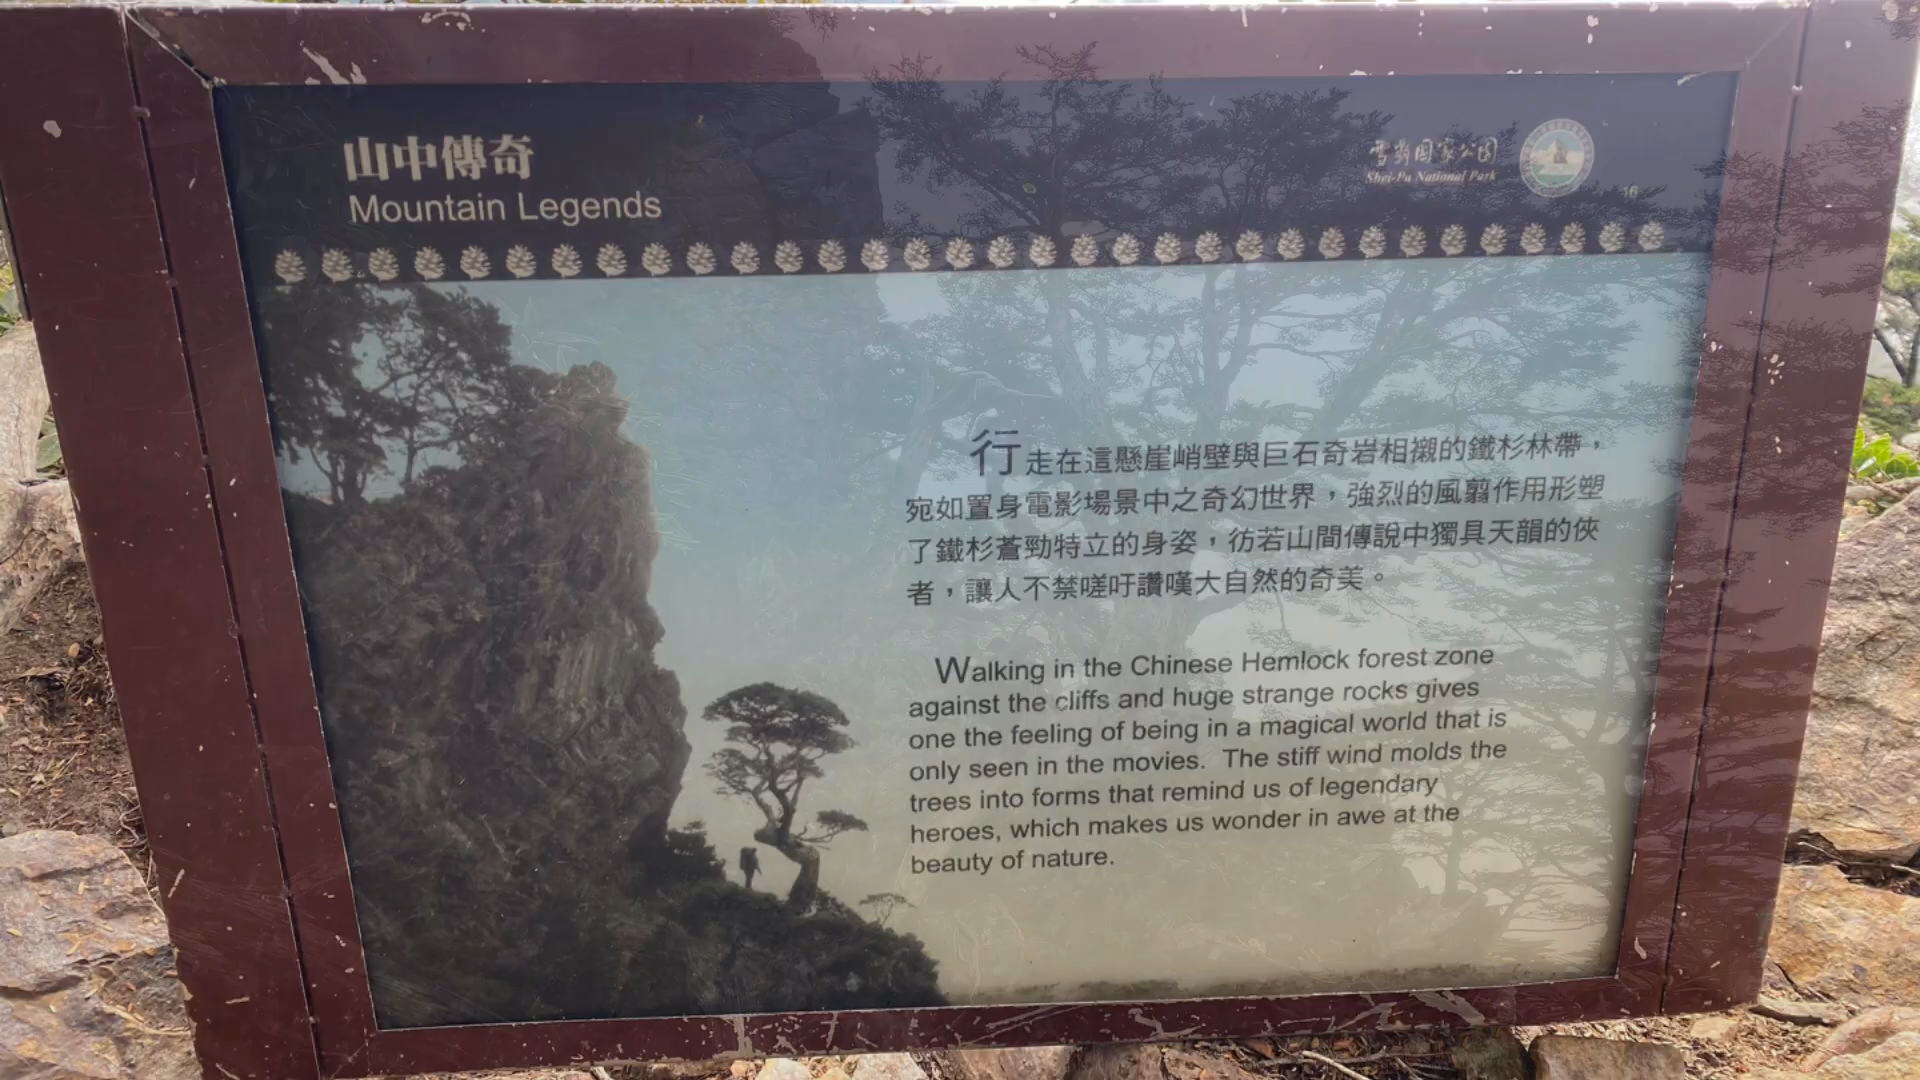 山中傳奇
Mountain Legends
雪霸国家公园
Shei-Pa National Park
16
行走在這懸崖峭壁與巨石奇岩相襯的鐵杉林帶，
宛如置身電影場景中之奇幻世界，強烈的風翦作用形塑
了鐵杉蒼勁特立的身姿，彷若山間傳說中獨具天韻的俠
者，讓人不禁嗟吁讚嘆大自然的奇美。
Walking in the Chinese Hemlock forest zone
against the cliffs and huge strange rocks gives
one the feeling of being in a magical world that is
only seen in the movies. The stiff wind molds the
trees into forms that remind us of legendary
heroes, which makes us wonder in awe at the
beauty of nature.